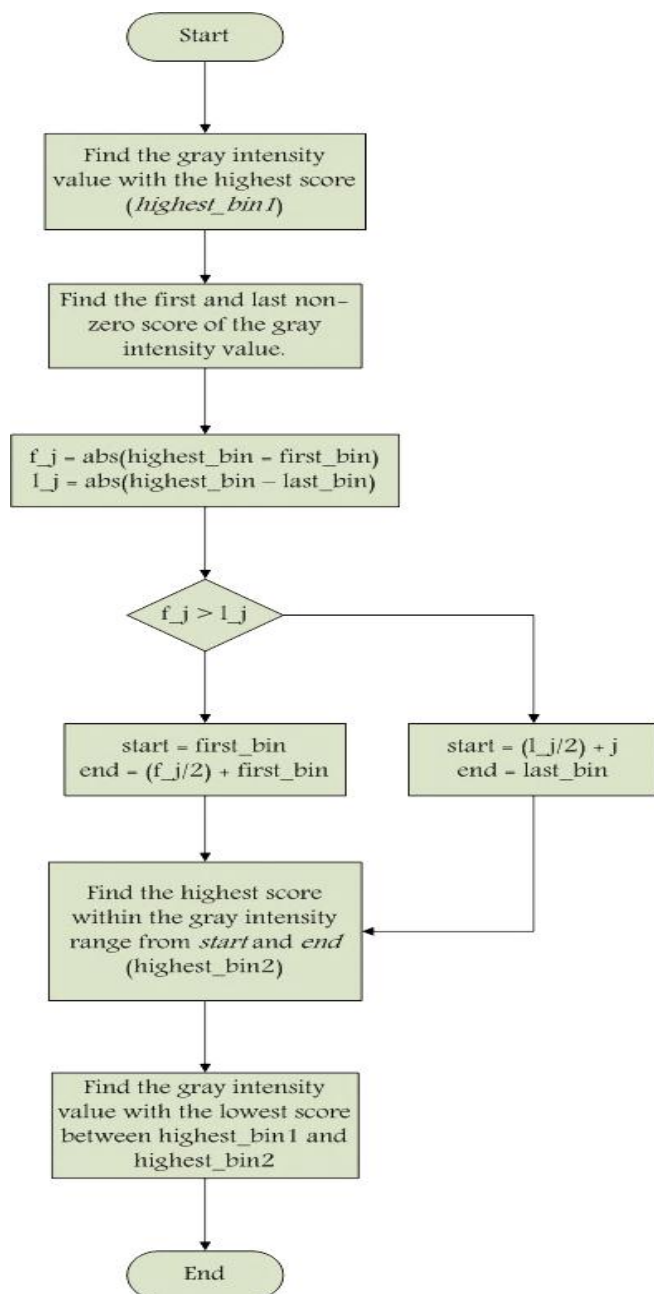 Start
Find the gray intensity
value with the highest score
(highest_bin1)
Find the first and last non-
zero score of the gray
intensity value.
f_j = abs(highest_bin – first_bin)
l_j = abs(highest_bin – last_bin)
f_j > l_j
start = first_bin
end = (f_j/2) + first_bin
start = (l_j/2) + j
end = last_bin
Find the highest score
within the gray intensity
range from start and end
(highest_bin2)
Find the gray intensity
value with the lowest score
between highest_bin1 and
highest_bin2
End